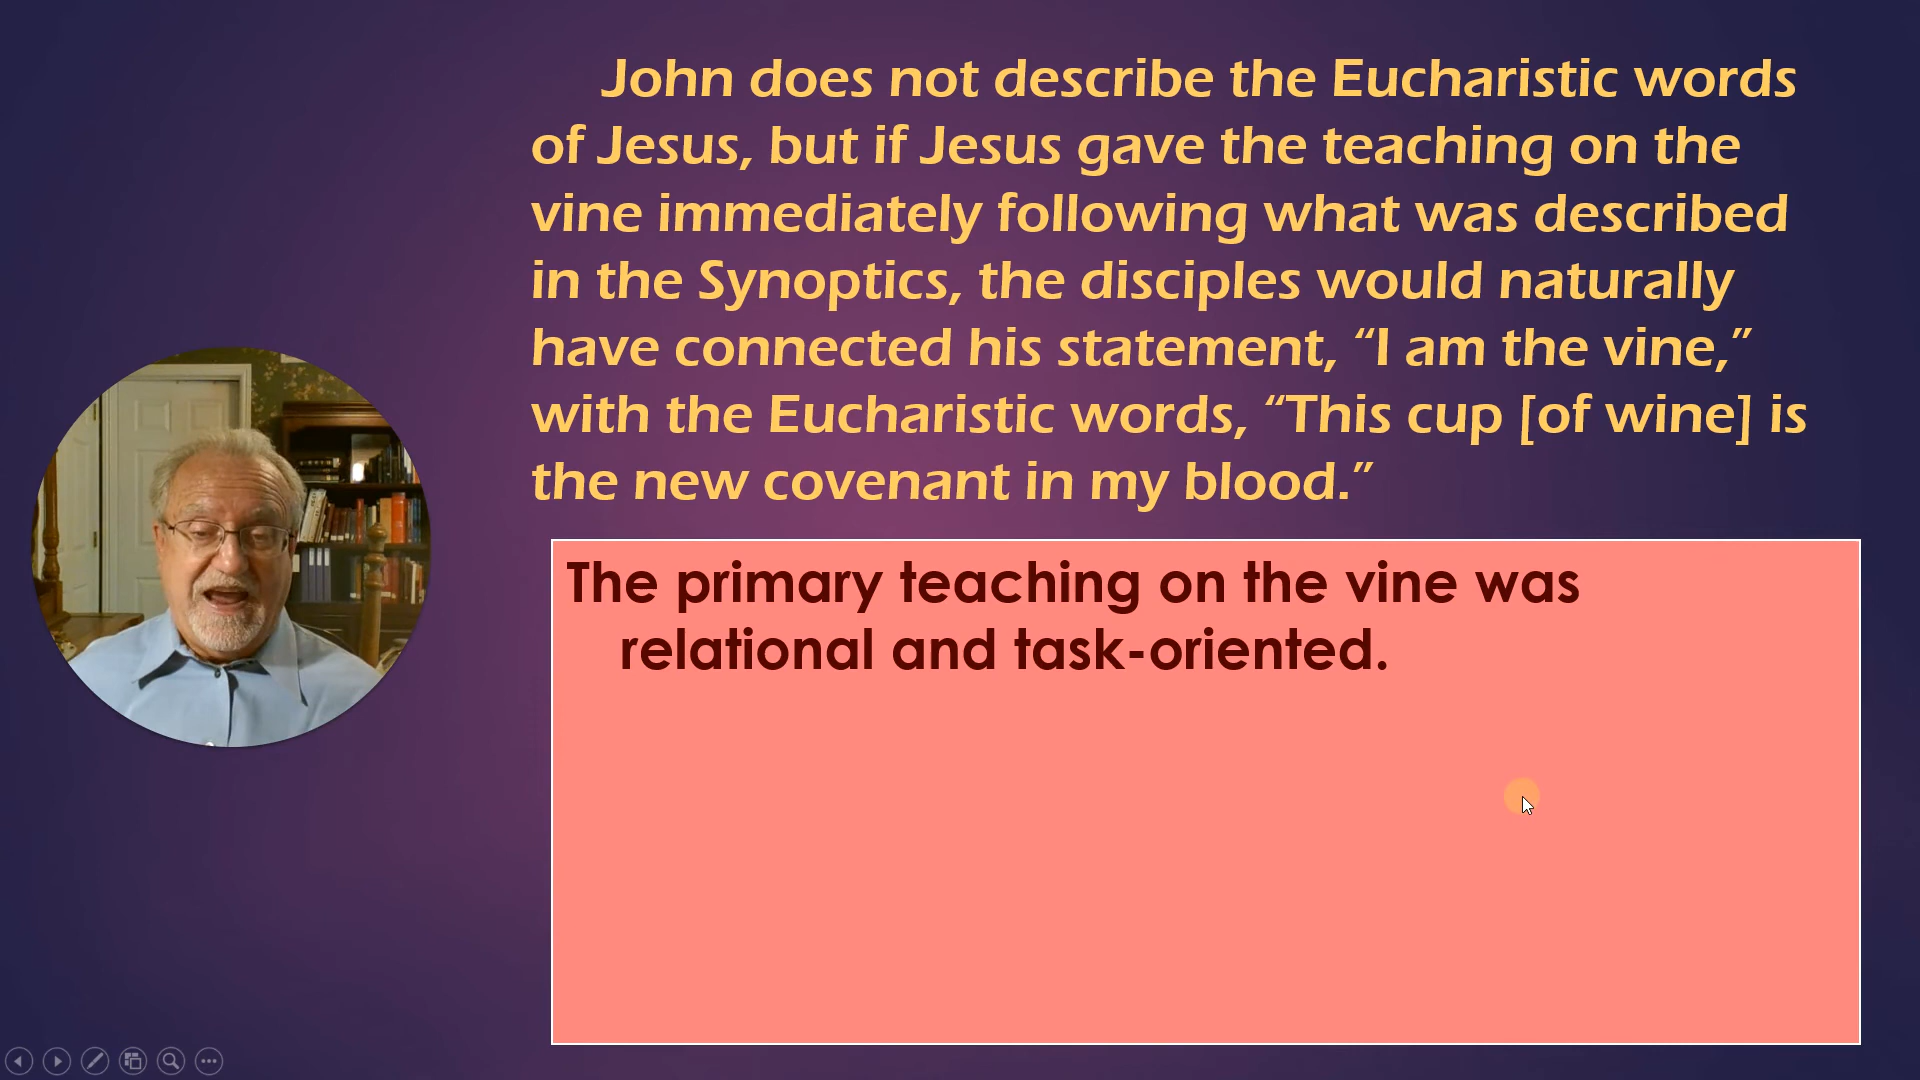 John does not describe the Eucharistic words
of Jesus, but if Jesus gave the teaching on the
vine immediately following what was described
in the Synoptics, the disciples would naturally
have connected his statement, “I am the vine,”
with the Eucharistic words, “This cup [of wine] is
the new covenant in my blood.”
The primary teaching on the vine was
relational and task-oriented.